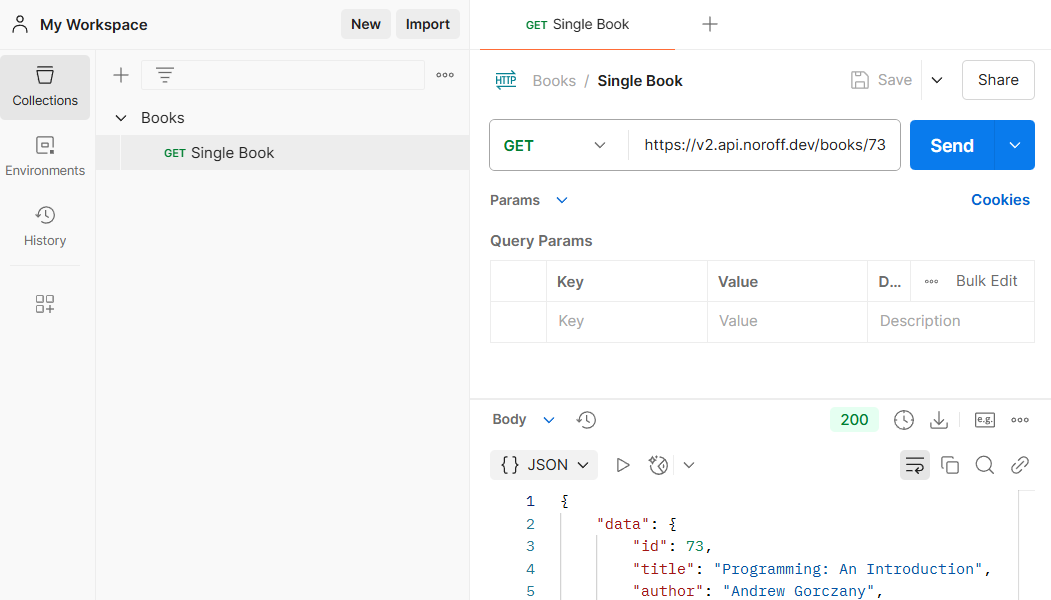 My Workspace
New
Import
GET Single Book
Collections
Environments
History
Books
GET Single Book
HTTP
Books / Single Book
Save
Share
GET
https://v2.api.noroff.dev/books/73
Send
Params
Cookies
Query Params
Key Value D... Bulk Edit
Key Value Description
Body
200
e.g.
{} JSON
1 {
2 "data": {
3 "id": 73,
4 "title": "Programming: An Introduction",
5 "author": "Andrew Gorczany",